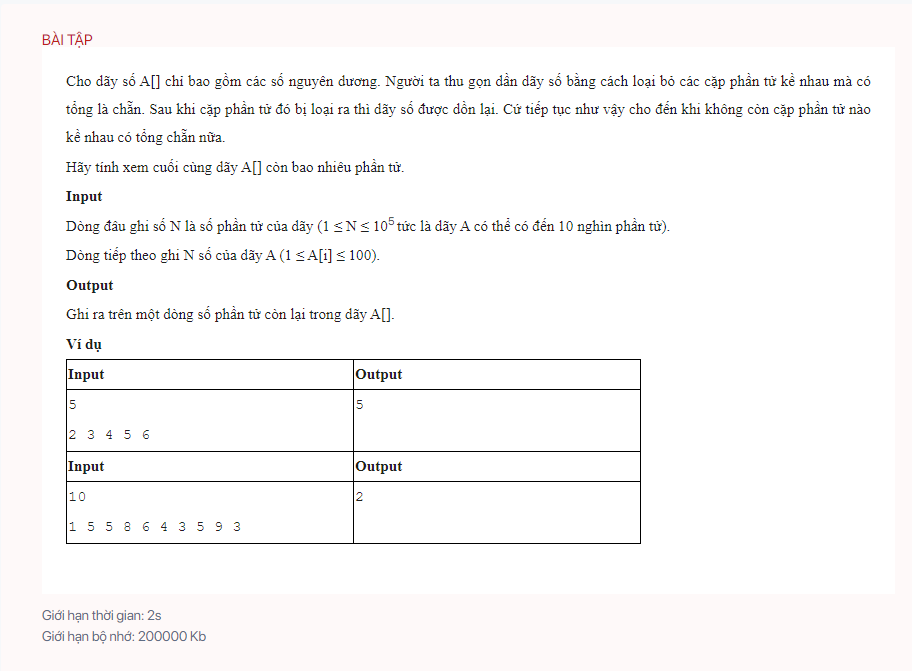 BÀI TẬP
Cho dãy số A[] chỉ bao gồm các số nguyên dương. Người ta thu gọn dần dãy số bằng cách loại bỏ các cặp phần tử kề nhau mà có
tổng là chẵn. Sau khi cặp phần tử đó bị loại ra thì dãy số được dồn lại. Cứ tiếp tục như vậy cho đến khi không còn cặp phần tử nào
kề nhau có tổng chẵn nữa.
Hãy tính xem cuối cùng dãy A[] còn bao nhiêu phần tử.
Input
Dòng đầu ghi số N là số phần tử của dãy (1 ≤ N ≤ 10⁵ tức là dãy A có thể có đến 10 nghìn phần tử).
Dòng tiếp theo ghi N số của dãy A (1 ≤ A[i] ≤ 100).
Output
Ghi ra trên một dòng số phần tử còn lại trong dãy A[].
Ví dụ
Input Output
5 5
2 3 4 5 6
Input Output
10 2
1 5 5 8 6 4 3 5 9 3
Giới hạn thời gian: 2s
Giới hạn bộ nhớ: 200000 Kb